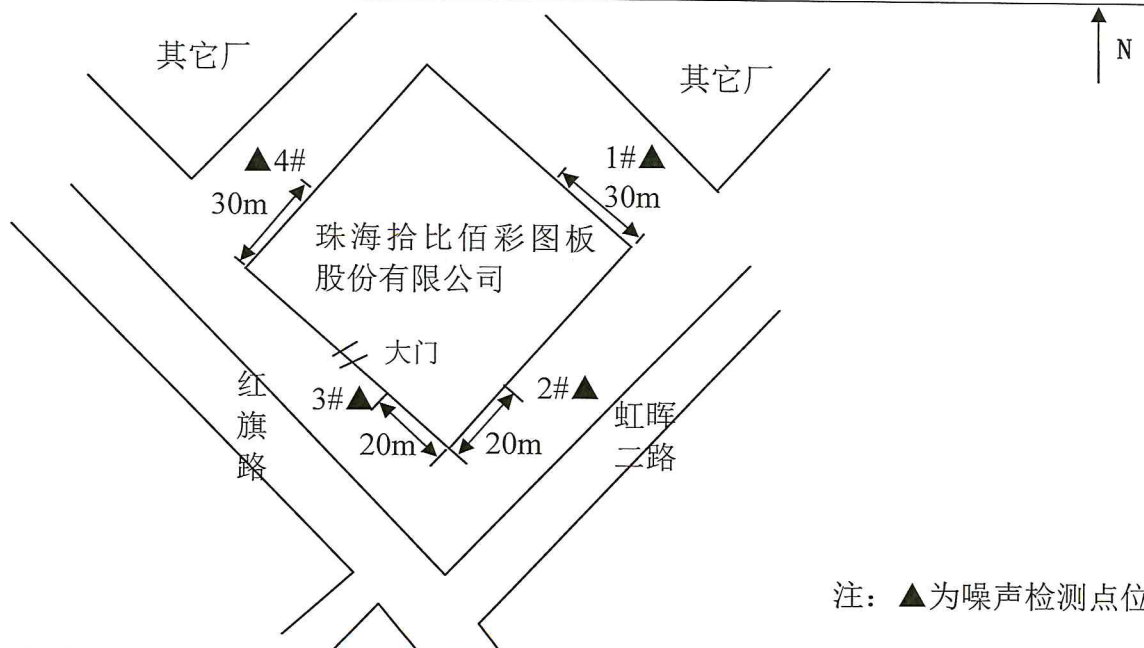 其它厂
N
其它厂
▲4#
1#▲
30m
30m
珠海拾比佰彩图板
股份有限公司
大门
3#▲
2#▲
20m
20m
红
旗
路
虹晖
二路
注：▲为噪声检测点位